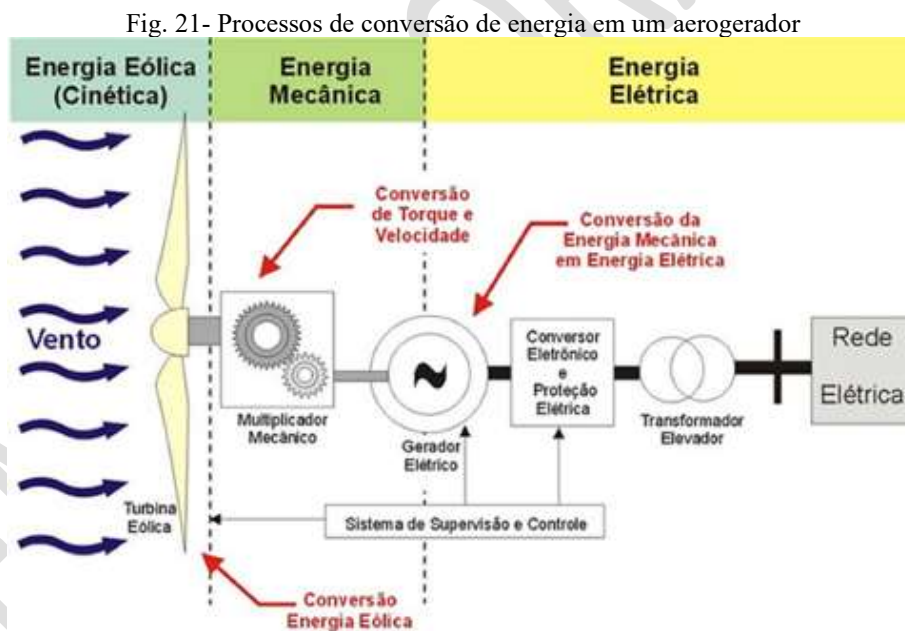 Fig. 21- Processos de conversão de energia em um aerogerador
Energia Eólica
(Cinética)
Energia
Mecânica
Energia
Elétrica
Conversão
de Torque e
Velocidade
Conversão da
Energia Mecânica
em Energia Elétrica
Vento
Conversor
Eletrônico
e
Proteção
Elétrica
Rede
Elétrica
Multiplicador
Mecânico
Gerador
Elétrico
Transformador
Elevador
Turbina
Eólica
Sistema de Supervisão e Controle
Conversão
Energia Eólica